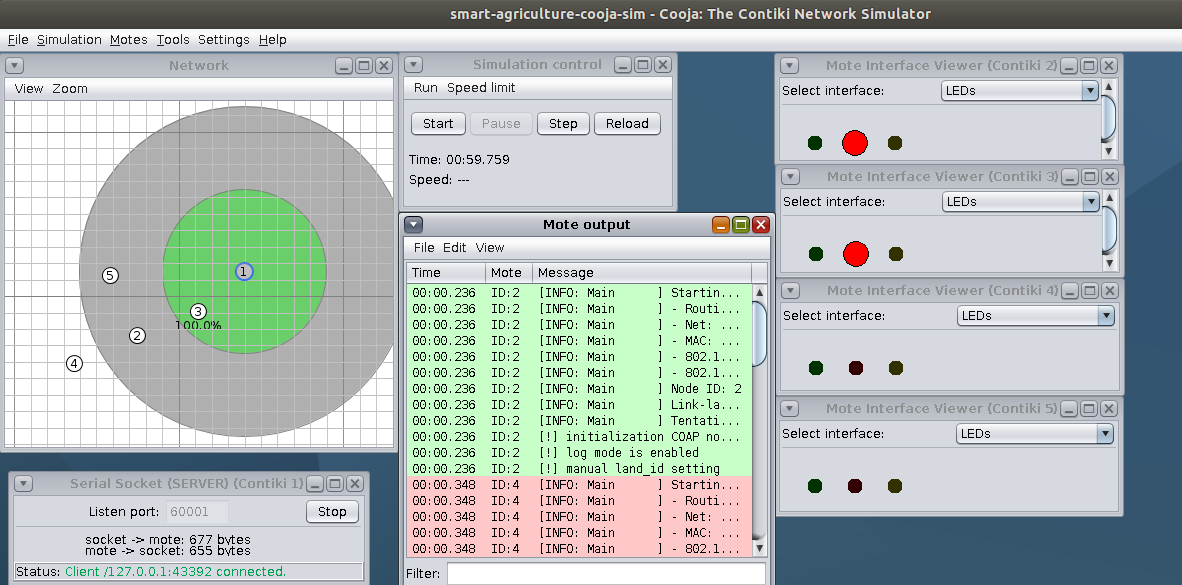 smart-agriculture-cooja-sim - Cooja: The Contiki Network Simulator
File Simulation Motes Tools Settings Help
Network
View Zoom
1
5
3
100.0%
2
4
Simulation control
Run Speed limit
Start Pause Step Reload
Time: 00:59.759
Speed: ---
Mote output
File Edit View
Time Mote Message
00:00.236 ID:2 [INFO: Main ] Startin...
00:00.236 ID:2 [INFO: Main ] - Routi...
00:00.236 ID:2 [INFO: Main ] - Net: ...
00:00.236 ID:2 [INFO: Main ] - MAC: ...
00:00.236 ID:2 [INFO: Main ] - 802.1...
00:00.236 ID:2 [INFO: Main ] - 802.1...
00:00.236 ID:2 [INFO: Main ] Node ID: 2
00:00.236 ID:2 [INFO: Main ] Link-la...
00:00.236 ID:2 [INFO: Main ] Tentati...
00:00.236 ID:2 [!] initialization COAP no...
00:00.236 ID:2 [!] log mode is enabled
00:00.236 ID:2 [!] manual land_id setting
00:00.348 ID:4 [INFO: Main ] Startin...
00:00.348 ID:4 [INFO: Main ] - Routi...
00:00.348 ID:4 [INFO: Main ] - Net: ...
00:00.348 ID:4 [INFO: Main ] - MAC: ...
00:00.348 ID:4 [INFO: Main ] - 802.1...
Filter:
Mote Interface Viewer (Contiki 2)
Select interface: LEDs
Mote Interface Viewer (Contiki 3)
Select interface: LEDs
Mote Interface Viewer (Contiki 4)
Select interface: LEDs
Mote Interface Viewer (Contiki 5)
Select interface: LEDs
Serial Socket (SERVER) (Contiki 1)
Listen port: 60001 Stop
socket -> mote: 677 bytes
mote -> socket: 655 bytes
Status: Client /127.0.0.1:43392 connected.